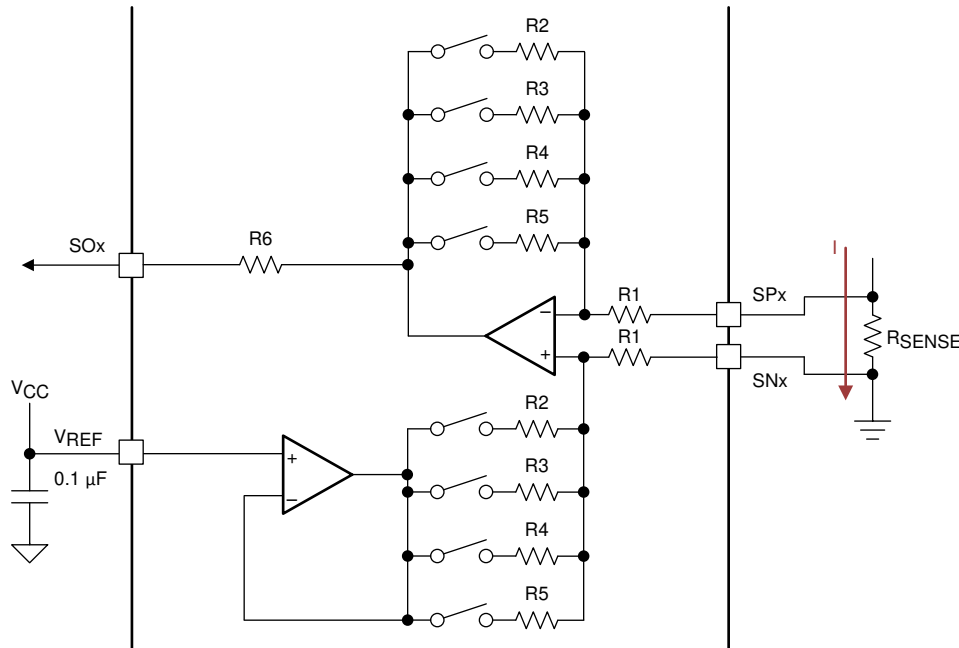 R2
R3
R4
R5
SOx
R6
I
SPx
R1
−
R1
+
SNx
RSENSE
VCC
VREF
0.1 µF
+
−
R2
R3
R4
R5